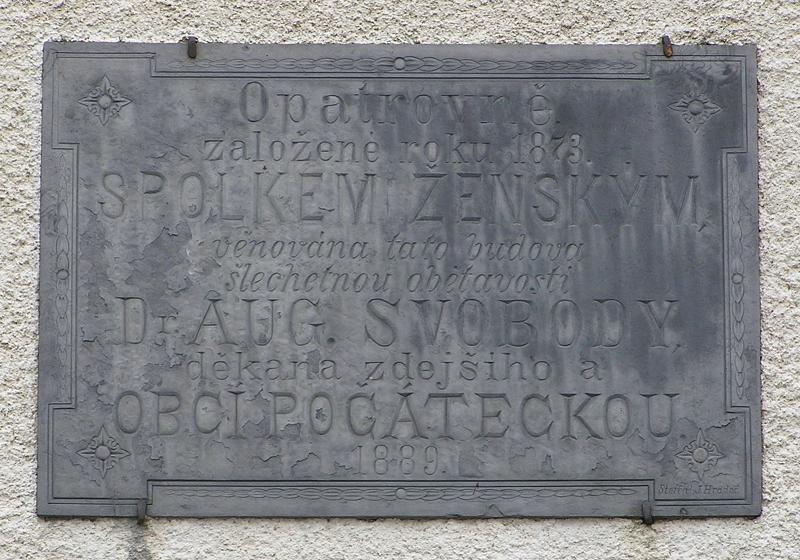 Opatrovně
založené roku 1873.
SPOLKEM ŽENSKÝM
věnována tato budova
šlechetnou obětavostí
Dr. AUG. SVOBODY,
děkana zdejšího a
OBCÍ POČÁTECKOU
1889.
J. Hradec